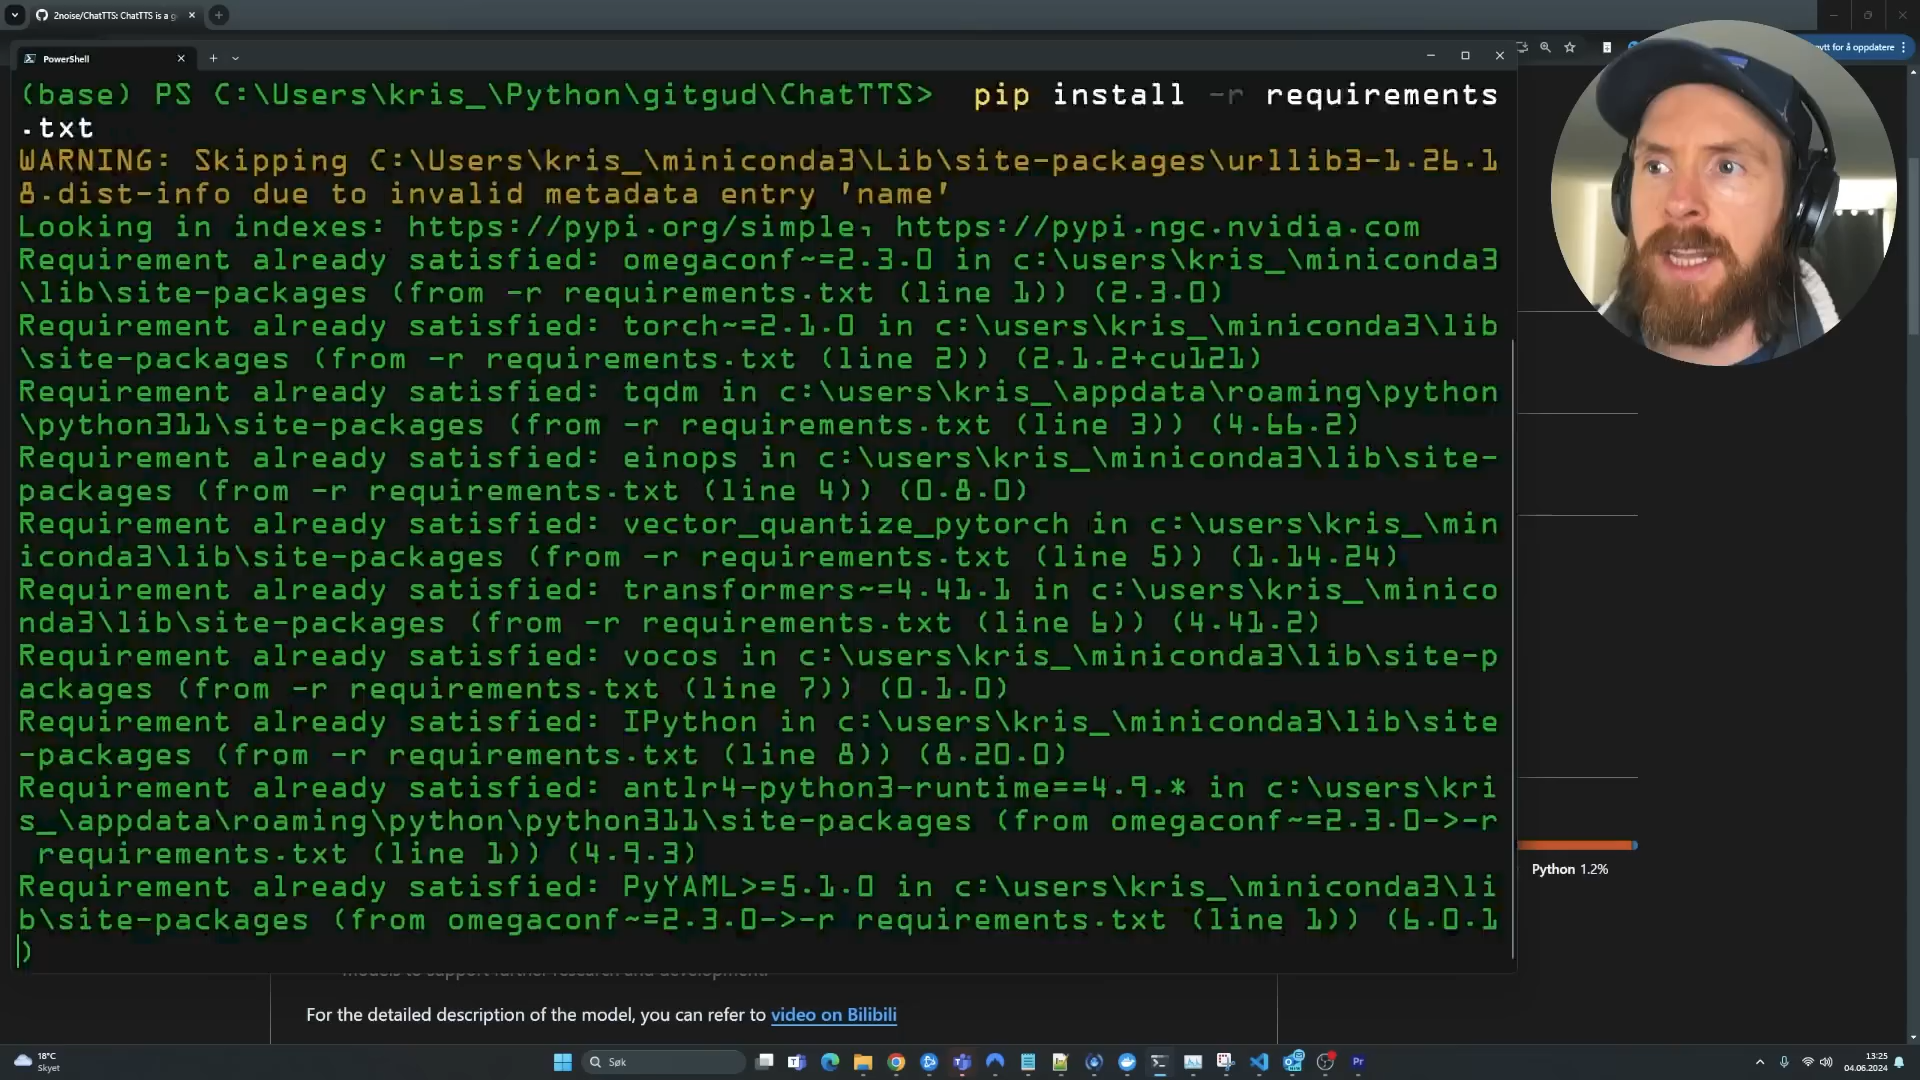 2noise/ChatTTS: ChatTTS is a g
PowerShell
ytt for å oppdatere
(base) PS C:\Users\kris_\Python\gitgud\ChatTTS> pip install -r requirements
.txt
WARNING: Skipping C:\Users\kris_\miniconda3\Lib\site-packages\urllib3-1.26.1
8.dist-info due to invalid metadata entry 'name'
Looking in indexes: https://pypi.org/simple, https://pypi.ngc.nvidia.com
Requirement already satisfied: omegaconf~=2.3.0 in c:\users\kris_\miniconda3
\lib\site-packages (from -r requirements.txt (line 1)) (2.3.0)
Requirement already satisfied: torch~=2.1.0 in c:\users\kris_\miniconda3\lib
\site-packages (from -r requirements.txt (line 2)) (2.1.2+cu121)
Requirement already satisfied: tqdm in c:\users\kris_\appdata\roaming\python
\python311\site-packages (from -r requirements.txt (line 3)) (4.66.2)
Requirement already satisfied: einops in c:\users\kris_\miniconda3\lib\site-
packages (from -r requirements.txt (line 4)) (0.8.0)
Requirement already satisfied: vector_quantize_pytorch in c:\users\kris_\min
iconda3\lib\site-packages (from -r requirements.txt (line 5)) (1.14.24)
Requirement already satisfied: transformers~=4.41.1 in c:\users\kris_\minico
nda3\lib\site-packages (from -r requirements.txt (line 6)) (4.41.2)
Requirement already satisfied: vocos in c:\users\kris_\miniconda3\lib\site-p
ackages (from -r requirements.txt (line 7)) (0.1.0)
Requirement already satisfied: IPython in c:\users\kris_\miniconda3\lib\site
-packages (from -r requirements.txt (line 8)) (8.20.0)
Requirement already satisfied: antlr4-python3-runtime==4.9.* in c:\users\kri
s_\appdata\roaming\python\python311\site-packages (from omegaconf~=2.3.0->-r
requirements.txt (line 1)) (4.9.3)
Requirement already satisfied: PyYAML>=5.1.0 in c:\users\kris_\miniconda3\li
b\site-packages (from omegaconf~=2.3.0->-r requirements.txt (line 1)) (6.0.1
)
Python 1.2%
models to support further research and development.
For the detailed description of the model, you can refer to video on Bilibili
18°C
Skyet
Søk
Pr
13:25
04.06.2024